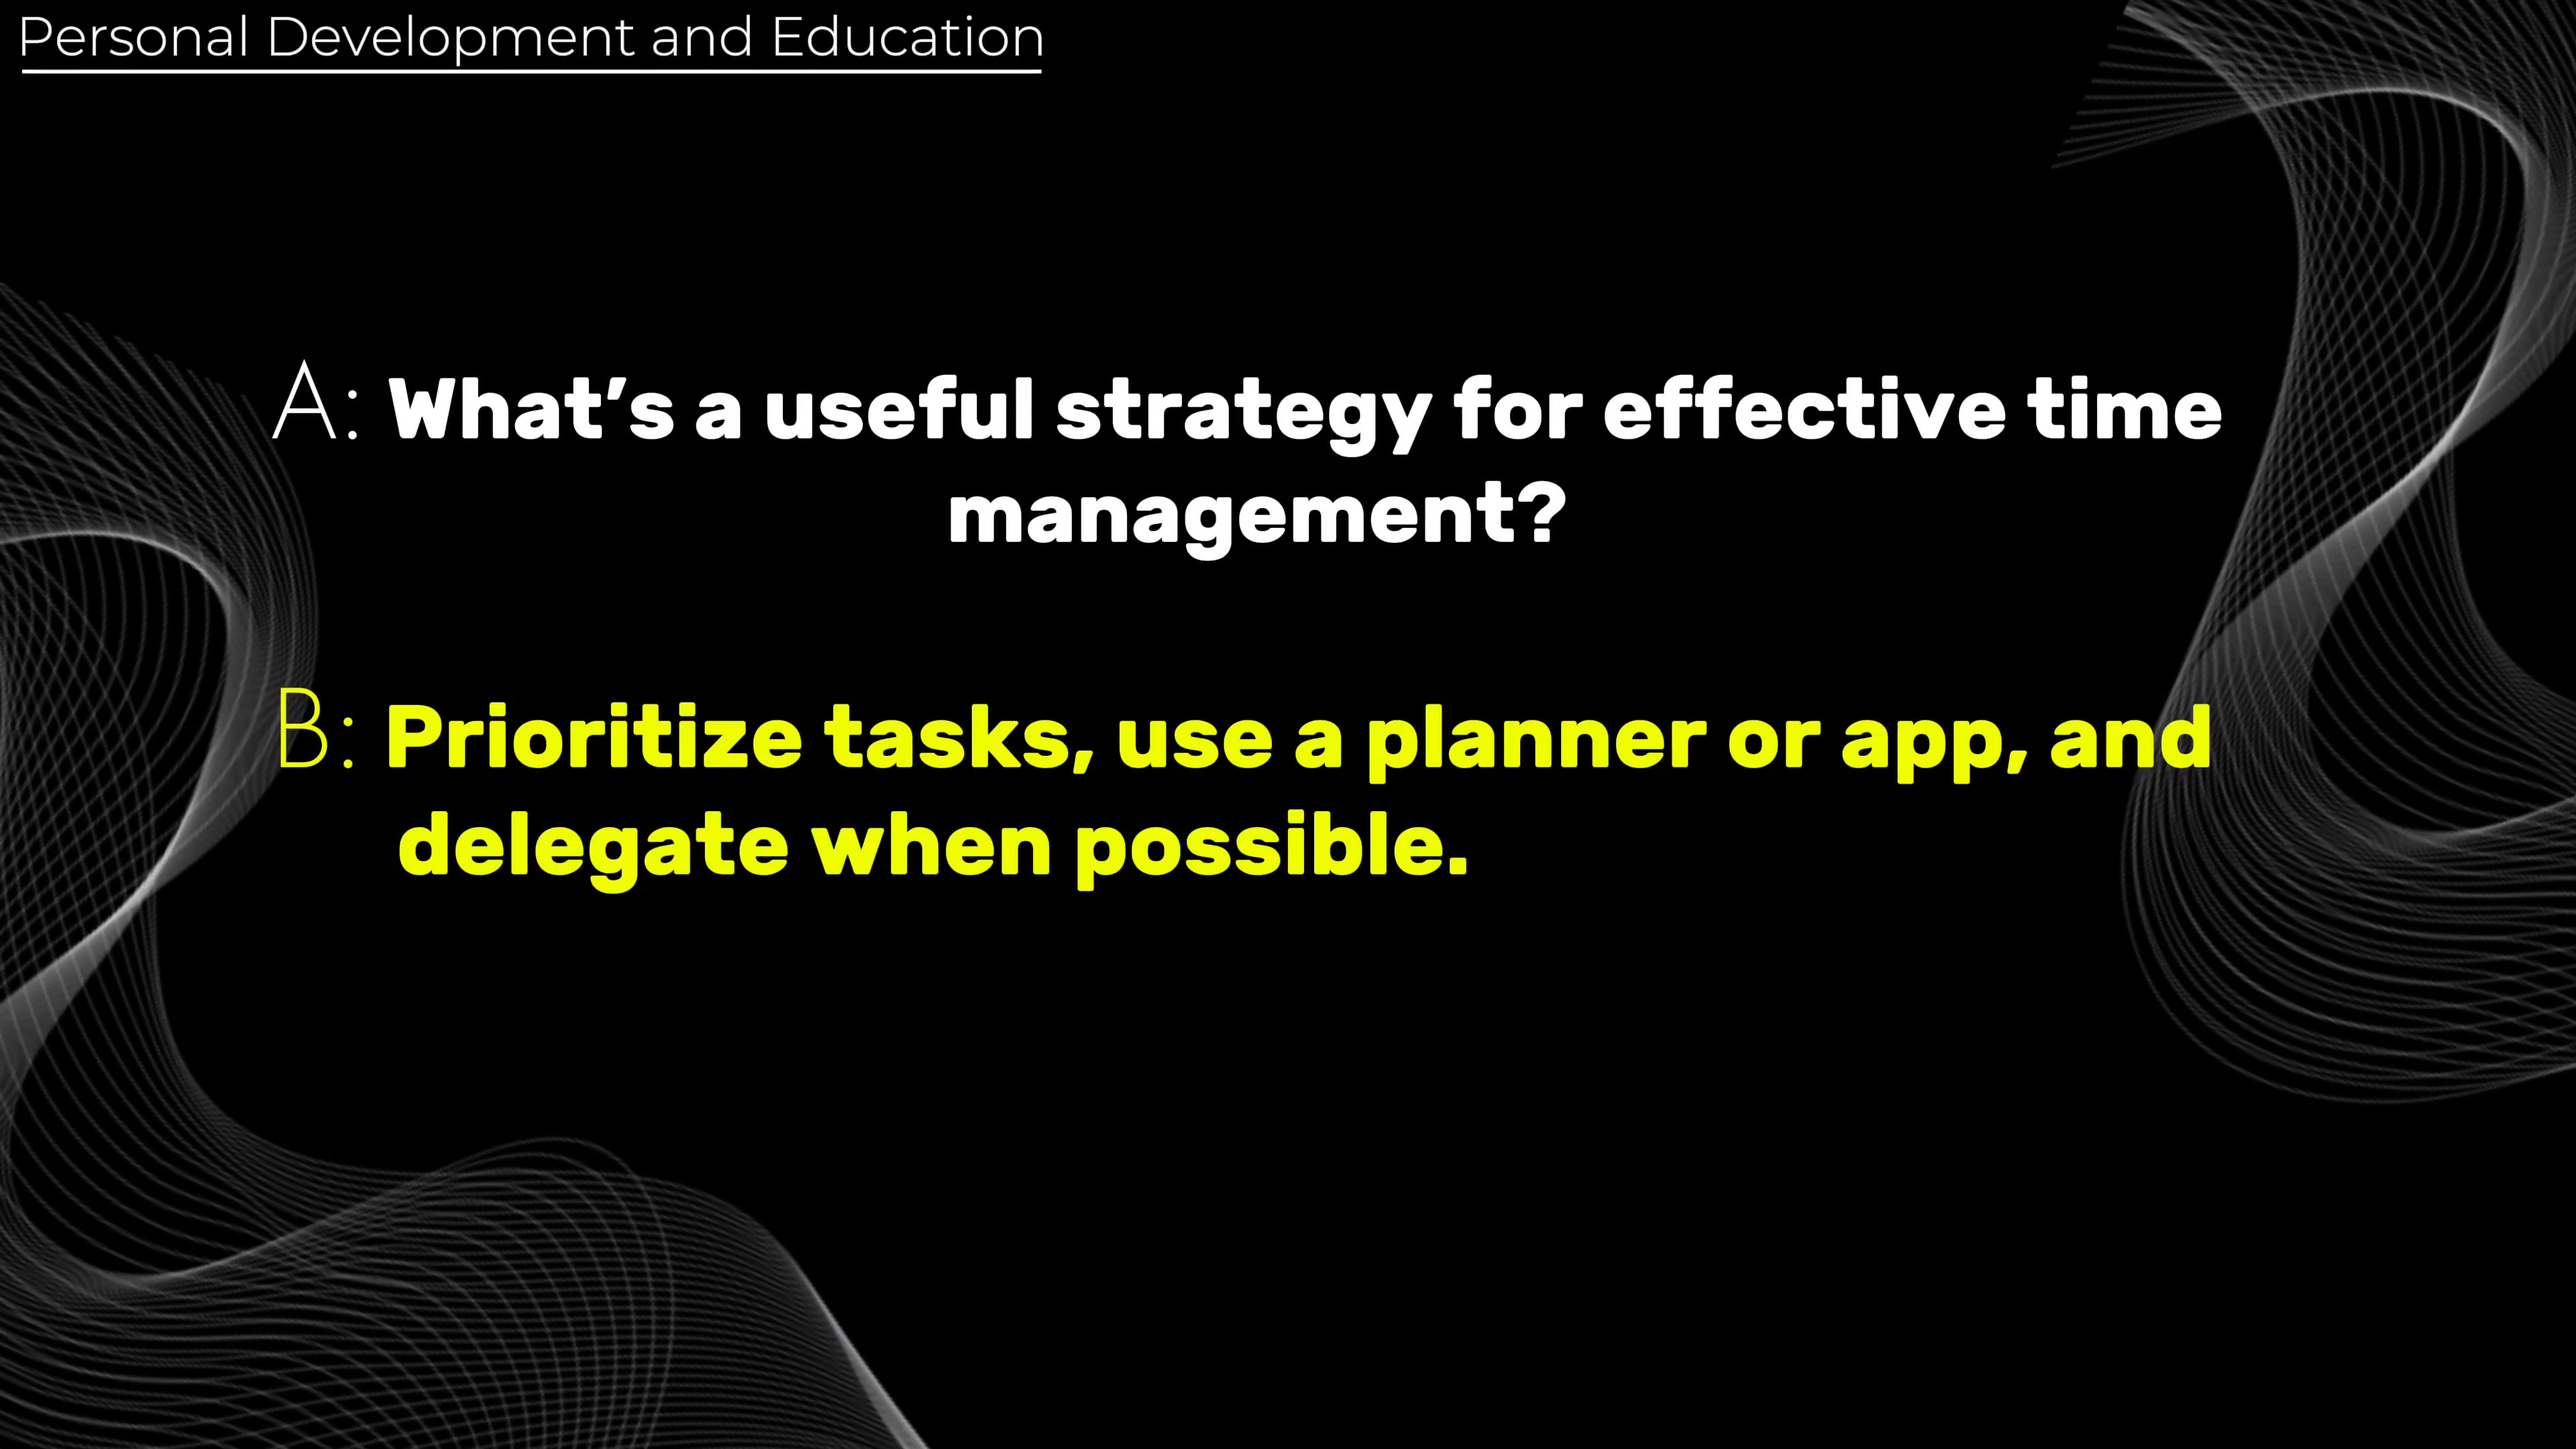 Personal Development and Education
A: What’s a useful strategy for effective time
management?
B: Prioritize tasks, use a planner or app, and
delegate when possible.